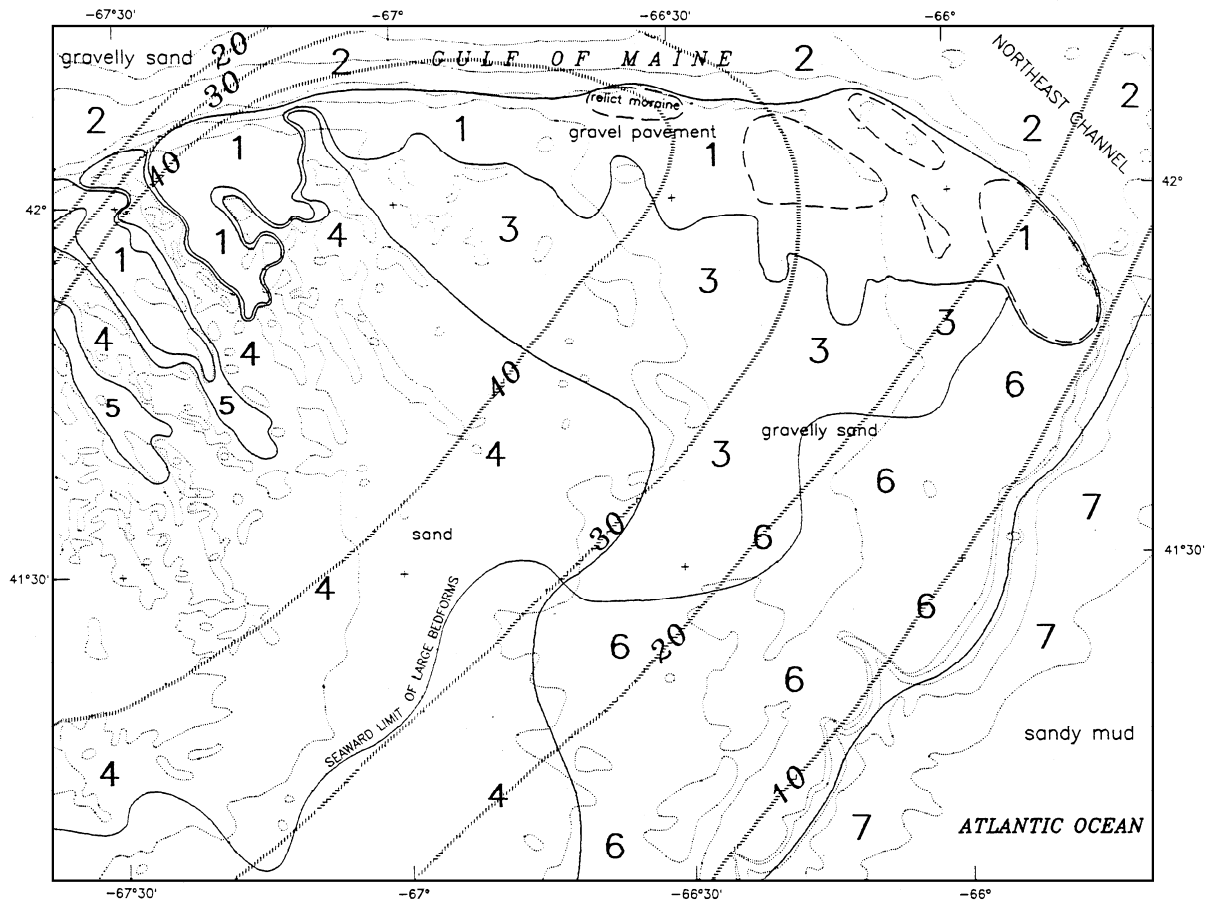 -67°30' -67° -66°30' -66°
gravelly sand 20 2 GULF OF MAINE 2 NORTHEAST CHANNEL
30 2
2 (relict moraine) 1 gravel pavement 2
1 1
40 42°
42° 1 4 3 1
1 3
4 4 3 3
40 6
5 5 gravelly sand
4 3
6
7
sand 30 6
41°30'
41°30' 4 6
SEAWARD LIMIT OF LARGE BEDFORMS 6 20 7
6
sandy mud
4 4 10
6 7 ATLANTIC OCEAN
-67°30' -67° -66°30' -66°